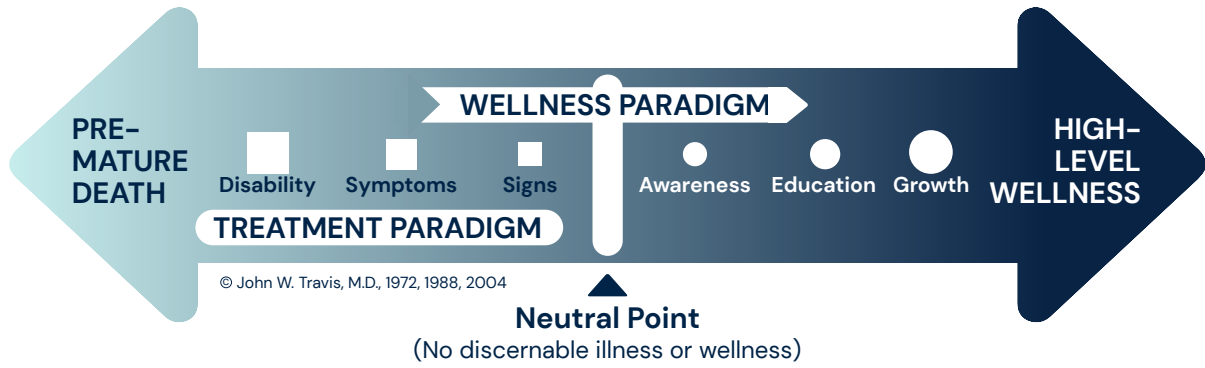 WELLNESS PARADIGM
PRE-
MATURE
DEATH
Disability Symptoms Signs Awareness Education Growth
HIGH-
LEVEL
WELLNESS
TREATMENT PARADIGM
© John W. Travis, M.D., 1972, 1988, 2004
Neutral Point
(No discernable illness or wellness)